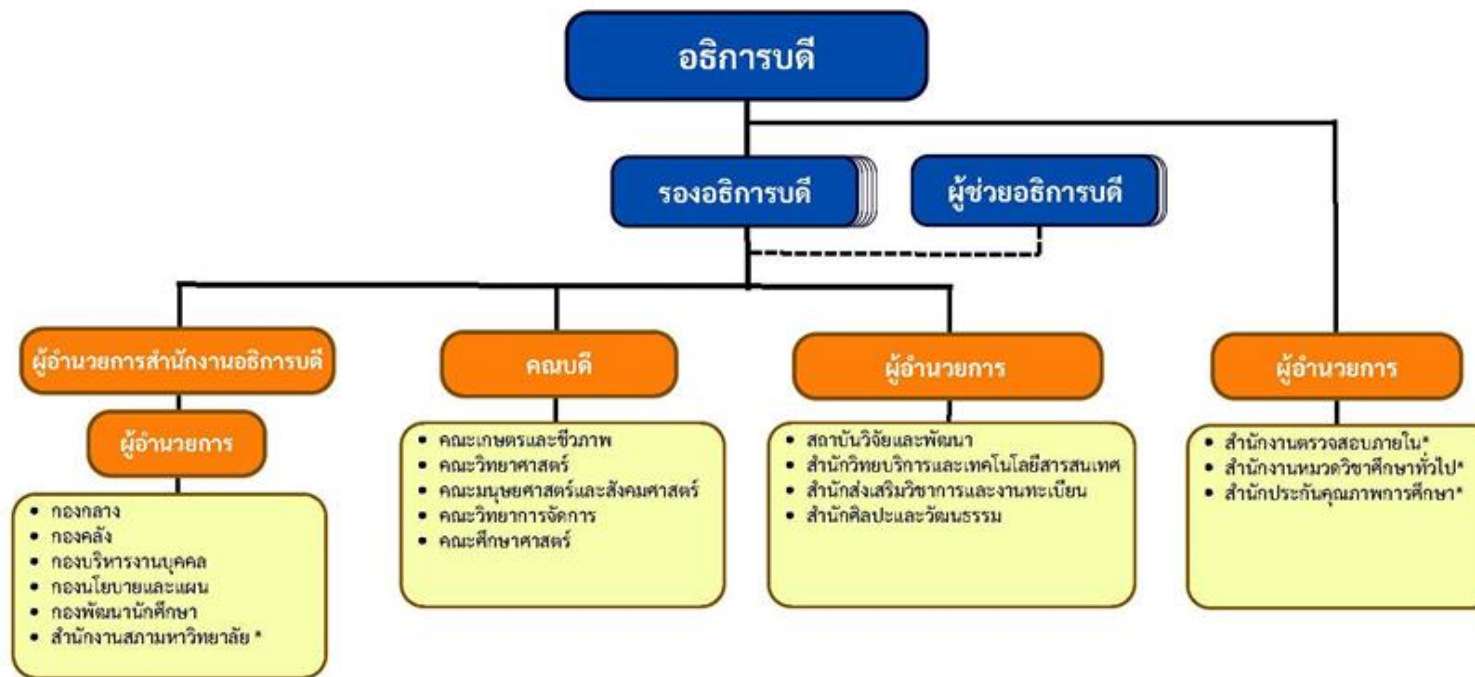 อธิการบดี
รองอธิการบดี
ผู้ช่วยอธิการบดี
ผู้อำนวยการสำนักงานอธิการบดี
ผู้อำนวยการ
• กองกลาง
• กองคลัง
• กองบริหารงานบุคคล
• กองนโยบายและแผน
• กองพัฒนานักศึกษา
• สำนักงานสภามหาวิทยาลัย *
คณบดี
• คณะเกษตรและชีวภาพ
• คณะวิทยาศาสตร์
• คณะมนุษยศาสตร์และสังคมศาสตร์
• คณะวิทยาการจัดการ
• คณะศึกษาศาสตร์
ผู้อำนวยการ
• สถาบันวิจัยและพัฒนา
• สำนักวิทยบริการและเทคโนโลยีสารสนเทศ
• สำนักส่งเสริมวิชาการและงานทะเบียน
• สำนักศิลปะและวัฒนธรรม
ผู้อำนวยการ
• สำนักงานตรวจสอบภายใน*
• สำนักงานหมวดวิชาศึกษาทั่วไป*
• สำนักประกันคุณภาพการศึกษา*